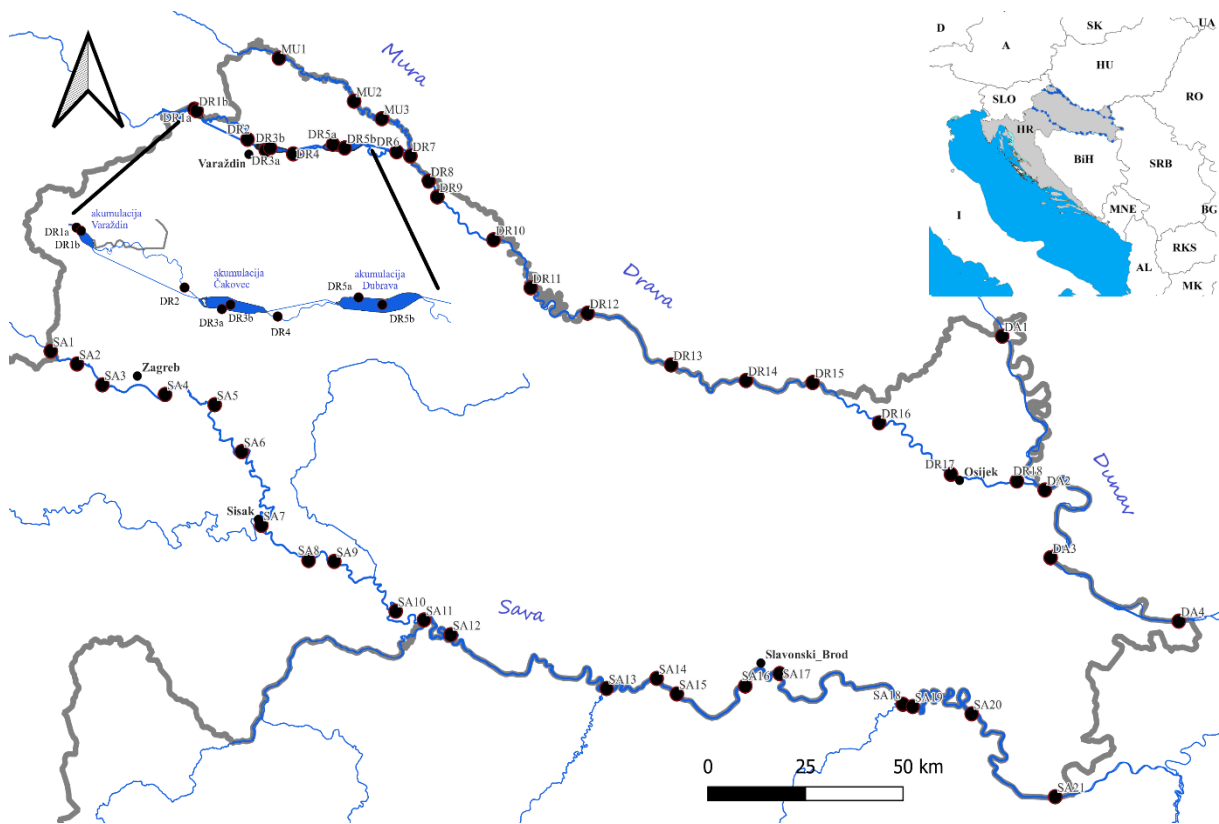 MU1
Mura
MU2
MU3
DR1b
DR1a
DR2
DR3b
DR3a
DR4
DR5a
DR5b
DR6
DR7
DR8
DR9
Varaždin
DR10
DR11
DR12
Drava
DR13
DR14
DR15
DR16
DR17
Osijek
DR18
DA1
DA2
Dunav
DA3
DA4
akumulacija
Varaždin
DR1a
DR1b
DR2
akumulacija
Čakovec
DR3a
DR3b
DR4
akumulacija
Dubrava
DR5a
DR5b
SA1
SA2
SA3
Zagreb
SA4
SA5
SA6
Sisak
SA7
SA8
SA9
SA10
SA11
SA12
Sava
SA13
SA14
SA15
SA16
Slavonski_Brod
SA17
SA18
SA19
SA20
SA21
0
25
50 km
D
A
SK
UA
HU
SLO
RO
HR
BiH
SRB
I
MNE
BG
RKS
AL
MK